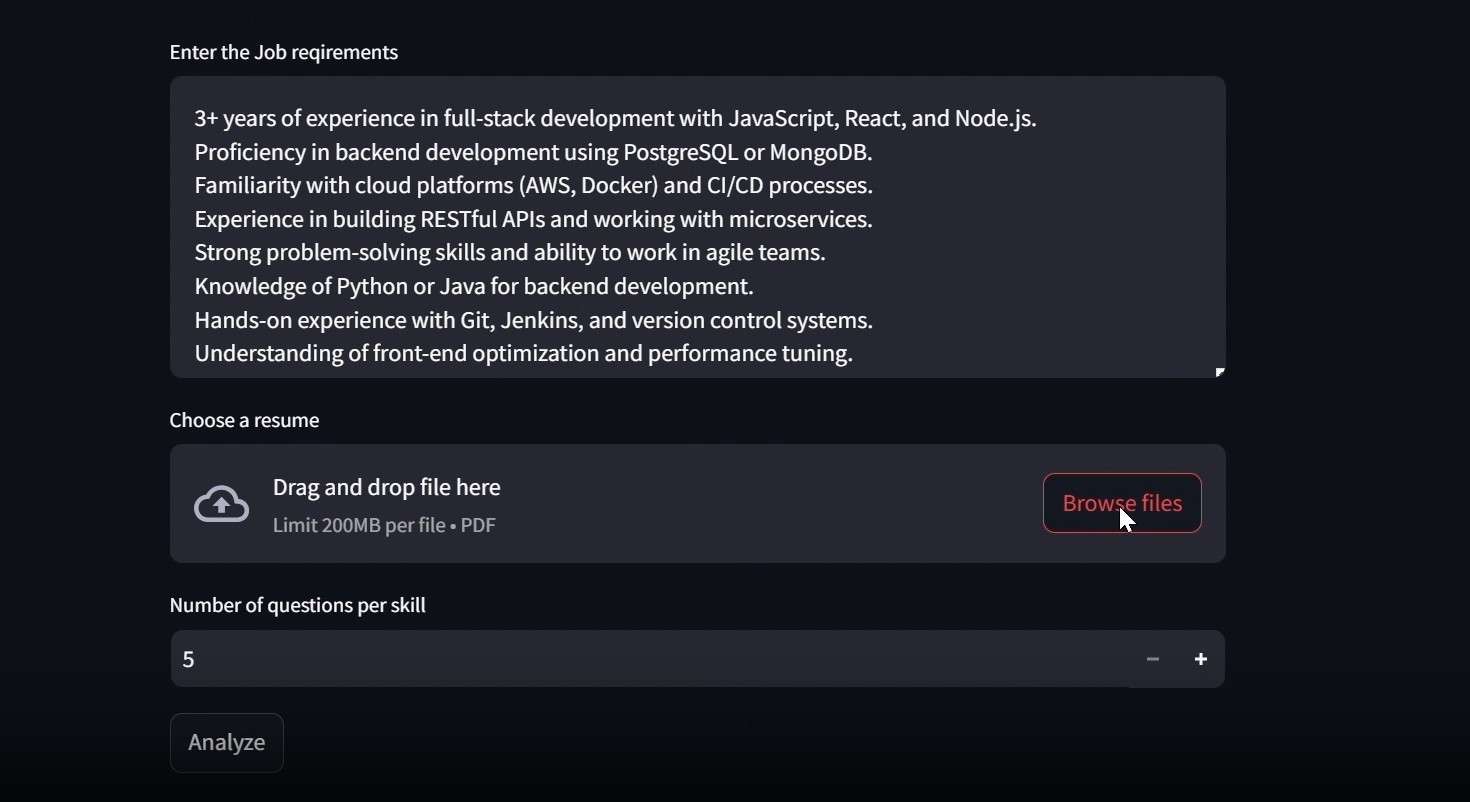 Enter the Job reqirements
3+ years of experience in full-stack development with JavaScript, React, and Node.js.
Proficiency in backend development using PostgreSQL or MongoDB.
Familiarity with cloud platforms (AWS, Docker) and CI/CD processes.
Experience in building RESTful APIs and working with microservices.
Strong problem-solving skills and ability to work in agile teams.
Knowledge of Python or Java for backend development.
Hands-on experience with Git, Jenkins, and version control systems.
Understanding of front-end optimization and performance tuning.
Choose a resume
Drag and drop file here
Limit 200MB per file • PDF
Browse files
Number of questions per skill
5
Analyze